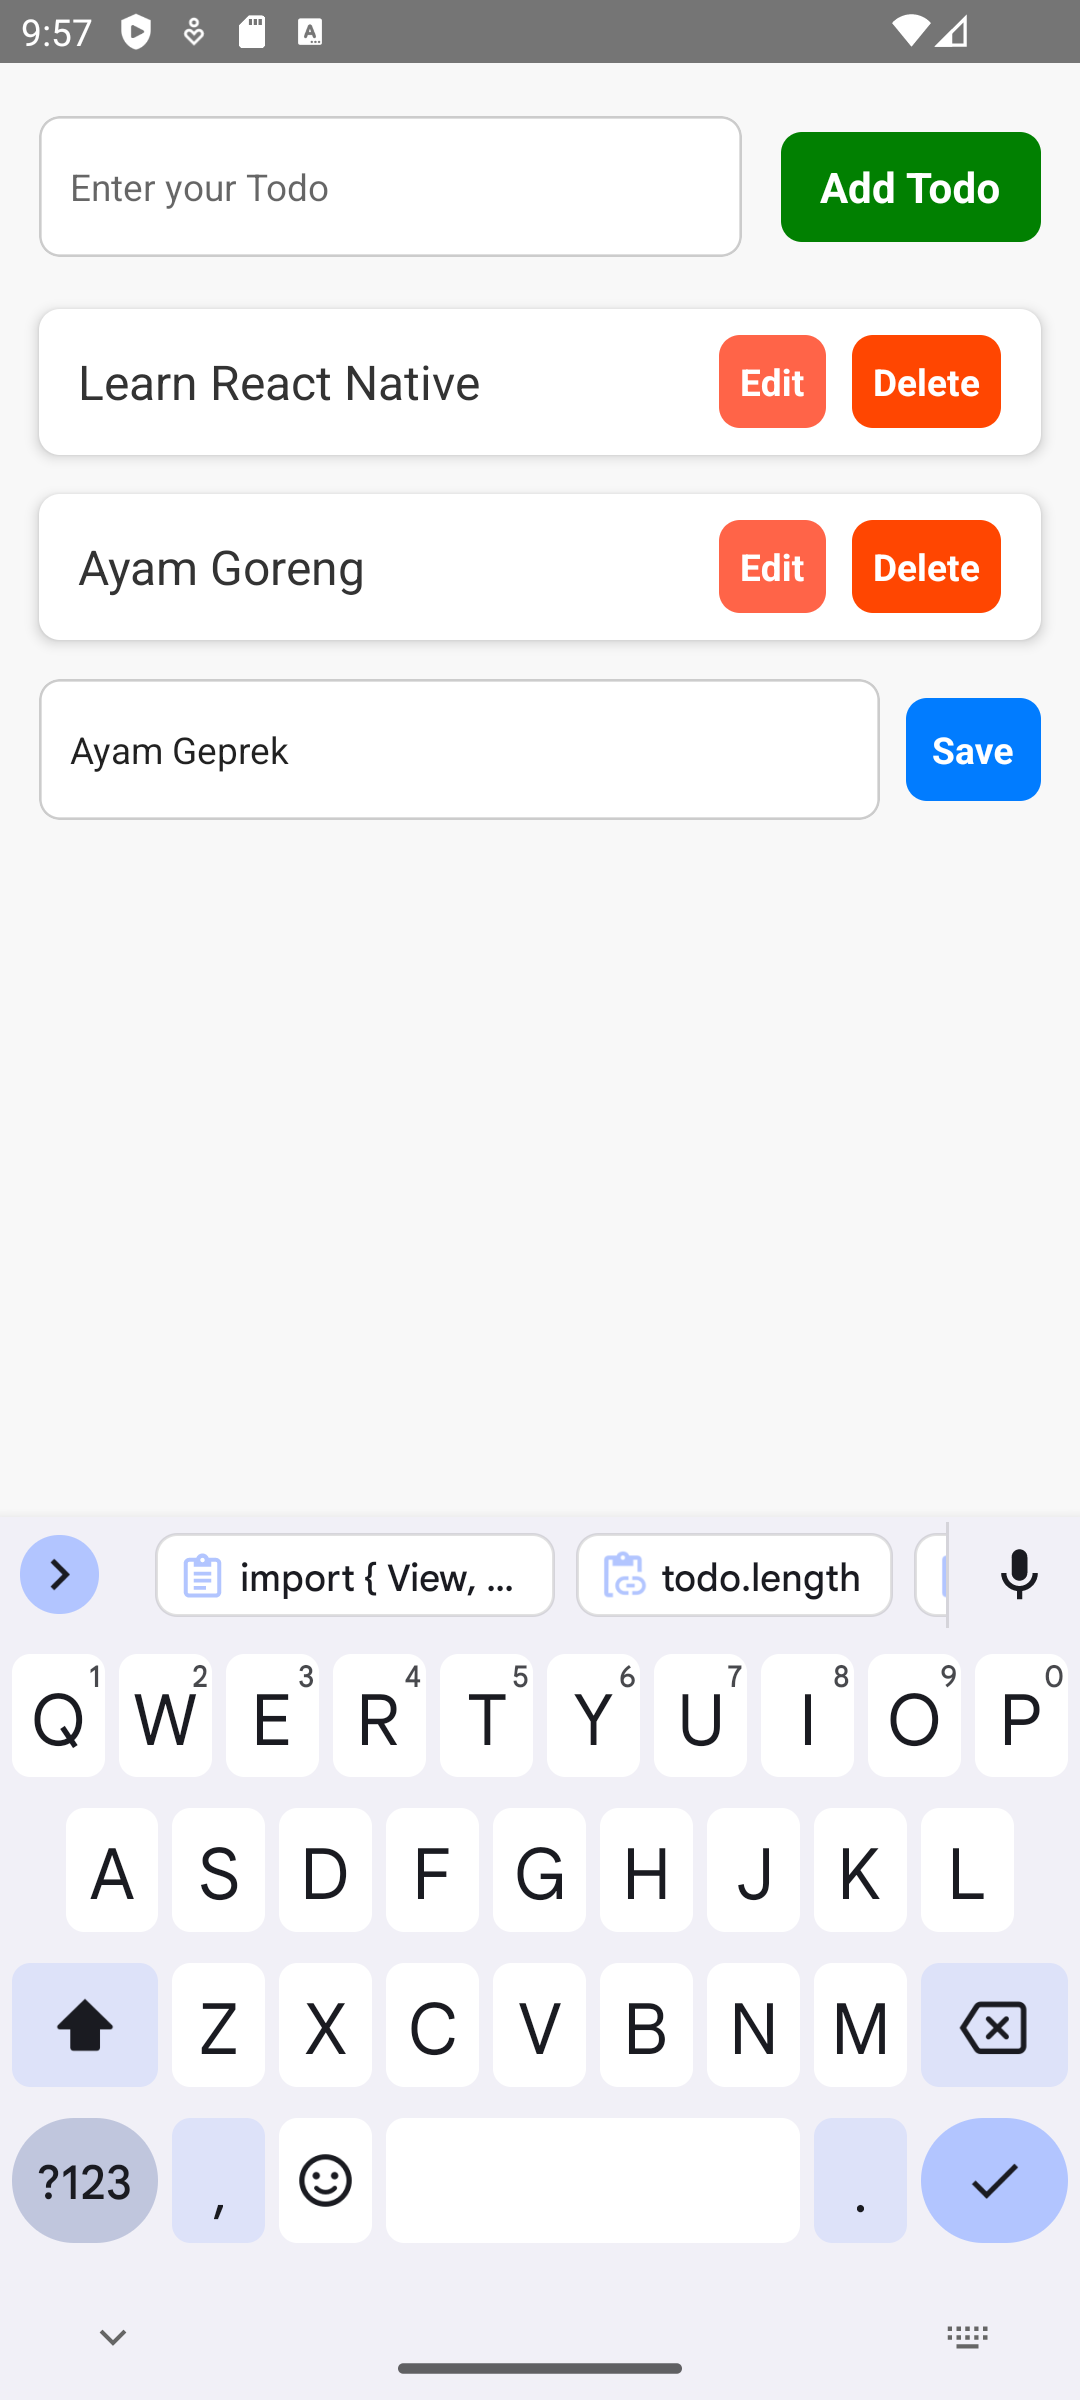 9:57
Enter your Todo
Add Todo
Learn React Native
Edit
Delete
Ayam Goreng
Edit
Delete
Ayam Geprek
Save
import { View, ...
todo.length
1 2 3 4 5 6 7 8 9 0
Q W E R T Y U I O P
A S D F G H J K L
Z X C V B N M
?123 , .